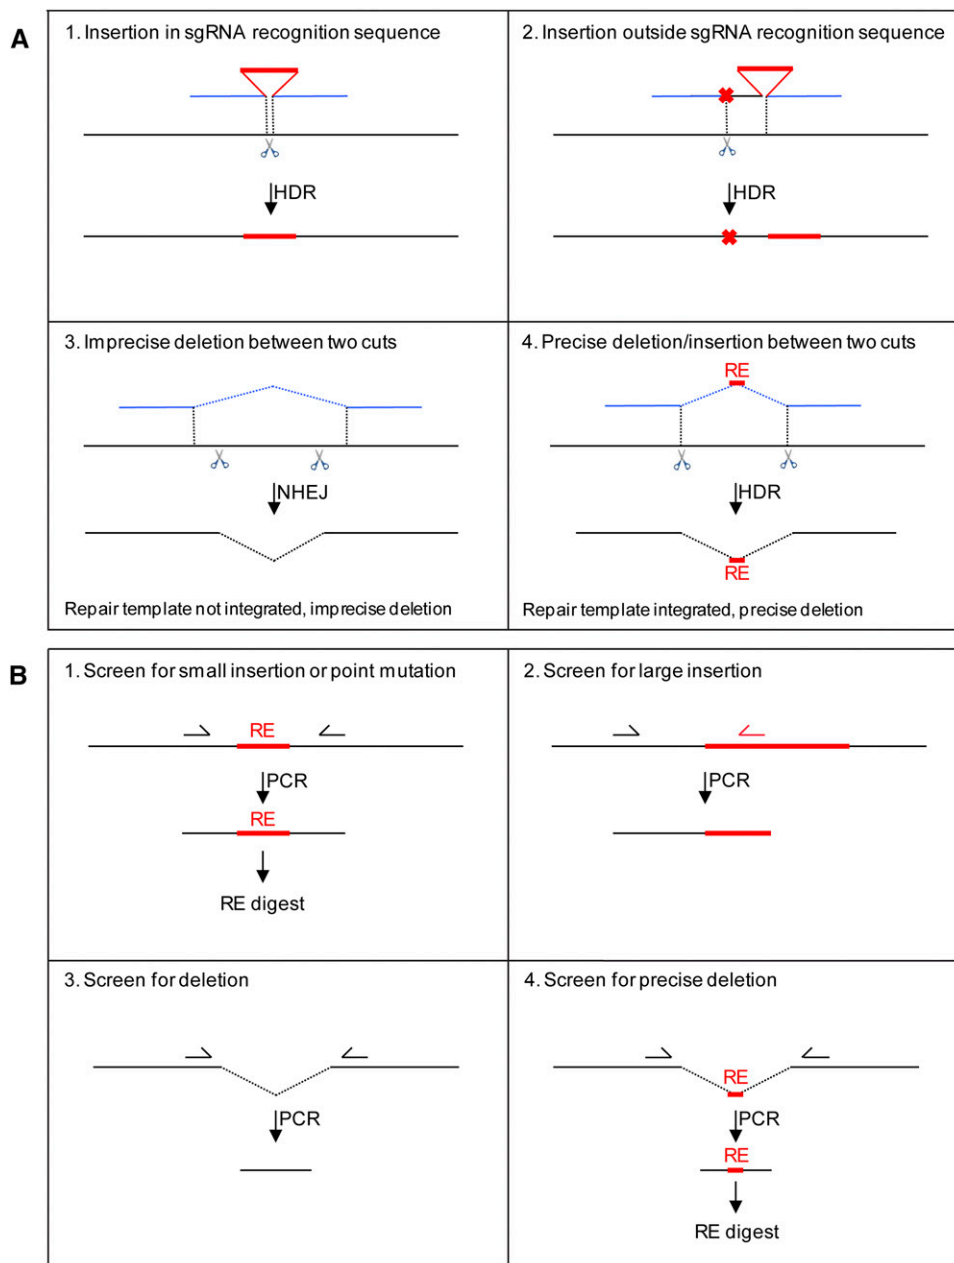 A
1. Insertion in sgRNA recognition sequence
HDR
2. Insertion outside sgRNA recognition sequence
HDR
3. Imprecise deletion between two cuts
NHEJ
Repair template not integrated, imprecise deletion
4. Precise deletion/insertion between two cuts
RE
HDR
RE
Repair template integrated, precise deletion
B
1. Screen for small insertion or point mutation
RE
PCR
RE
RE digest
2. Screen for large insertion
PCR
3. Screen for deletion
PCR
4. Screen for precise deletion
RE
PCR
RE
RE digest